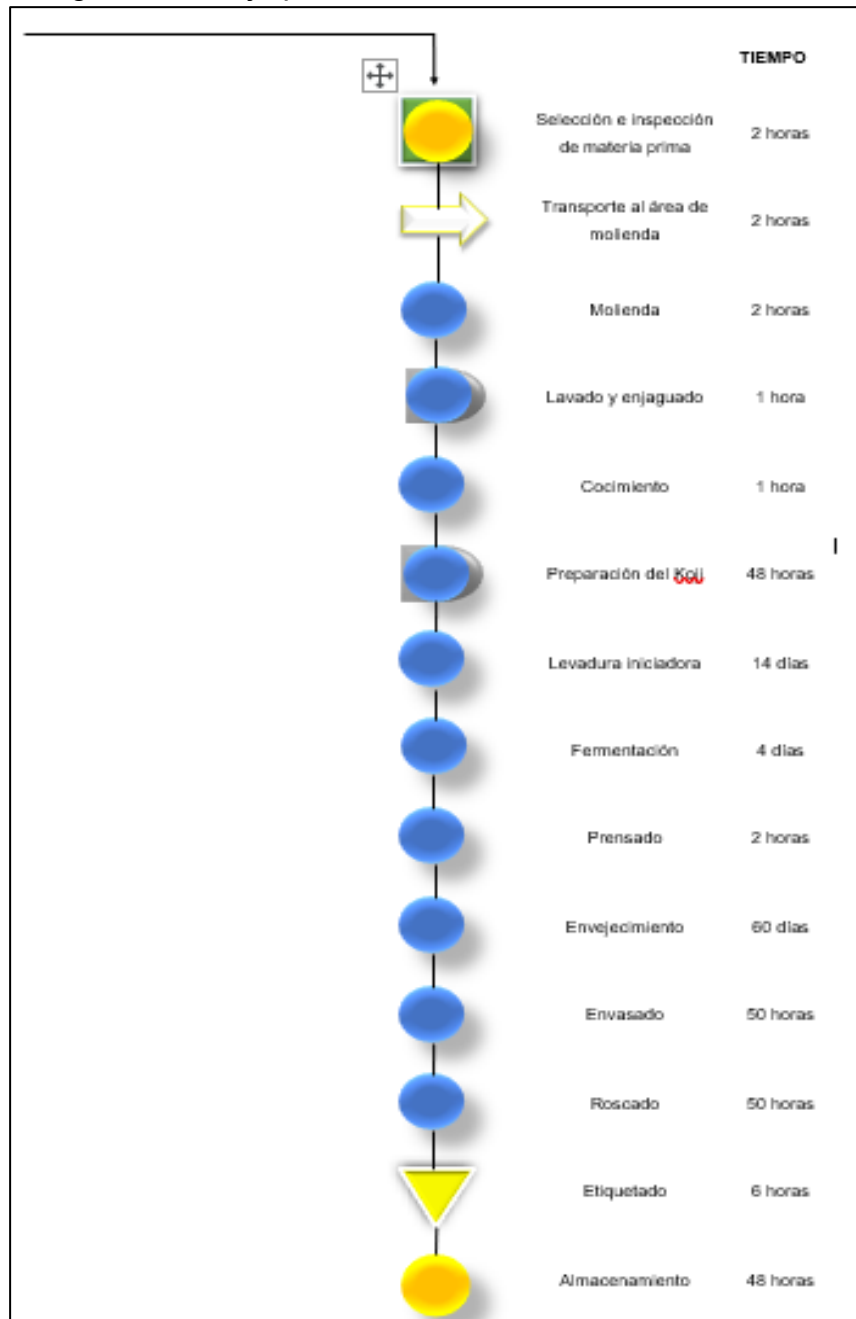 TIEMPO
Selección e inspección
de materia prima
2 horas
Transporte al área de
molienda
2 horas
Molienda 2 horas
Lavado y enjaguado 1 hora
Cocimiento 1 hora
Preparación del Koji 48 horas
Levadura iniciadora 14 días
Fermentación 4 días
Prensado 2 horas
Envejecimiento 60 días
Envasado 50 horas
Roscado 50 horas
Etiquetado 6 horas
Almacenamiento 48 horas